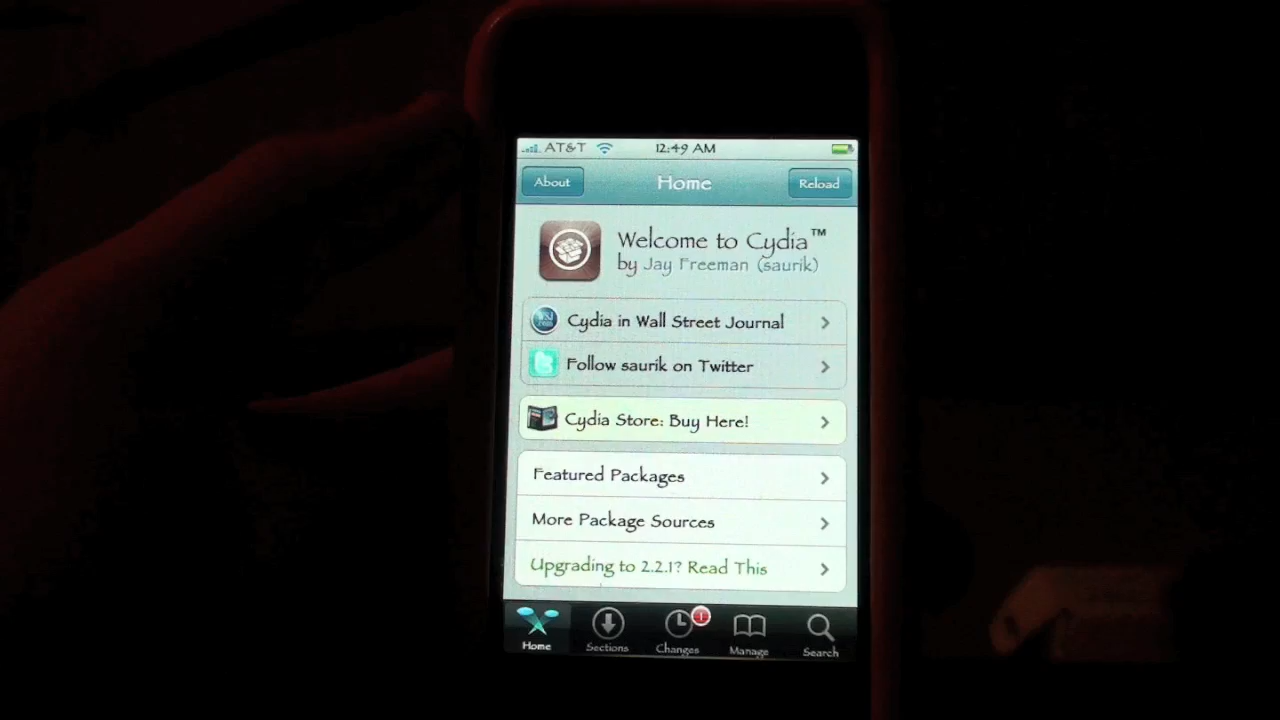 AT&T 12:49 AM
About Home Reload
Welcome to Cydia™
by Jay Freeman (saurik)
Cydia in Wall Street Journal
Follow saurik on Twitter
Cydia Store: Buy Here!
Featured Packages
More Package Sources
Upgrading to 2.2.1? Read This
1
Home Sections Changes Manage Search